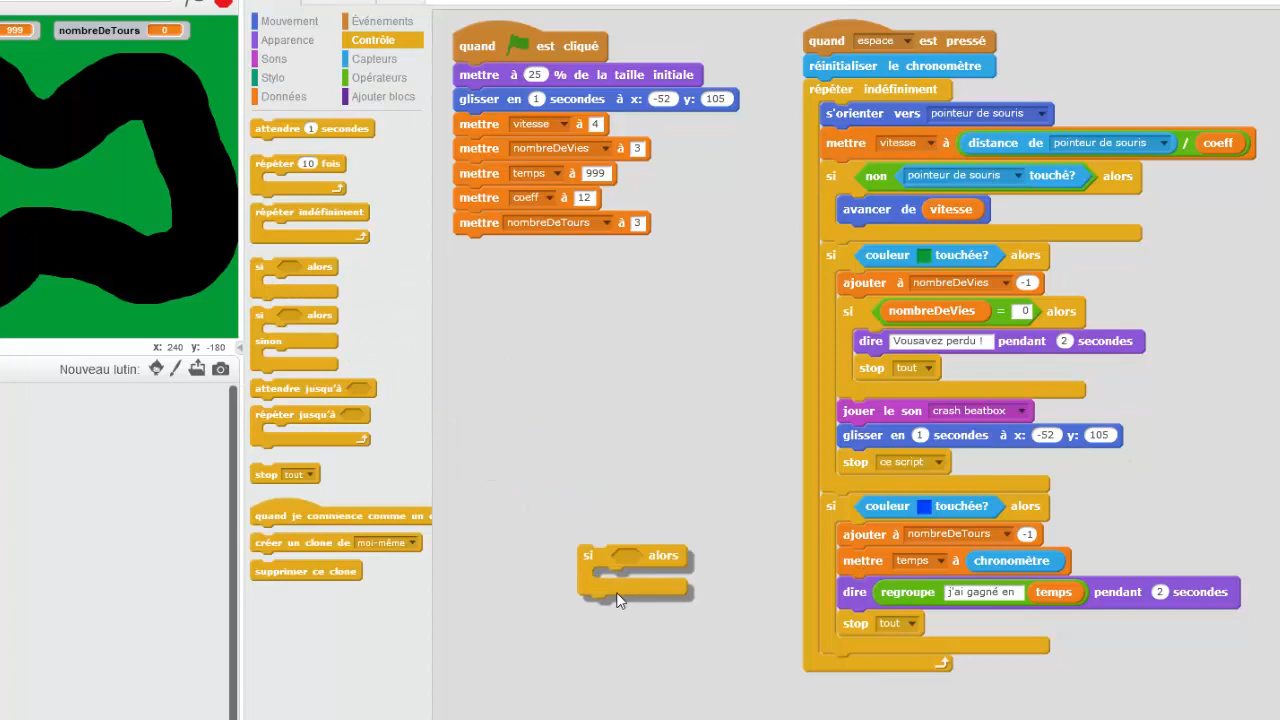 999 nombreDeTours 0
x: 240 y: -180
Nouveau lutin:
Mouvement Événements
Apparence Contrôle
Sons Capteurs
Stylo Opérateurs
Données Ajouter blocs
attendre 1 secondes
répéter 10 fois
répéter indéfiniment
si alors
si alors
sinon
attendre jusqu'à
répéter jusqu'à
stop tout
quand je commence comme un
créer un clone de moi-même
supprimer ce clone
quand est cliqué
mettre à 25 % de la taille initiale
glisser en 1 secondes à x: -52 y: 105
mettre vitesse à 4
mettre nombreDeVies à 3
mettre temps à 999
mettre coeff à 12
mettre nombreDeTours à 3
si alors
quand espace est pressé
réinitialiser le chronomètre
répéter indéfiniment
s'orienter vers pointeur de souris
mettre vitesse à distance de pointeur de souris / coeff
si non pointeur de souris touché? alors
avancer de vitesse
si couleur touchée? alors
ajouter à nombreDeVies -1
si nombreDeVies = 0 alors
dire Vousavez perdu ! pendant 2 secondes
stop tout
jouer le son crash beatbox
glisser en 1 secondes à x: -52 y: 105
stop ce script
si couleur touchée? alors
ajouter à nombreDeTours -1
mettre temps à chronomètre
dire regroupe j'ai gagné en temps pendant 2 secondes
stop tout